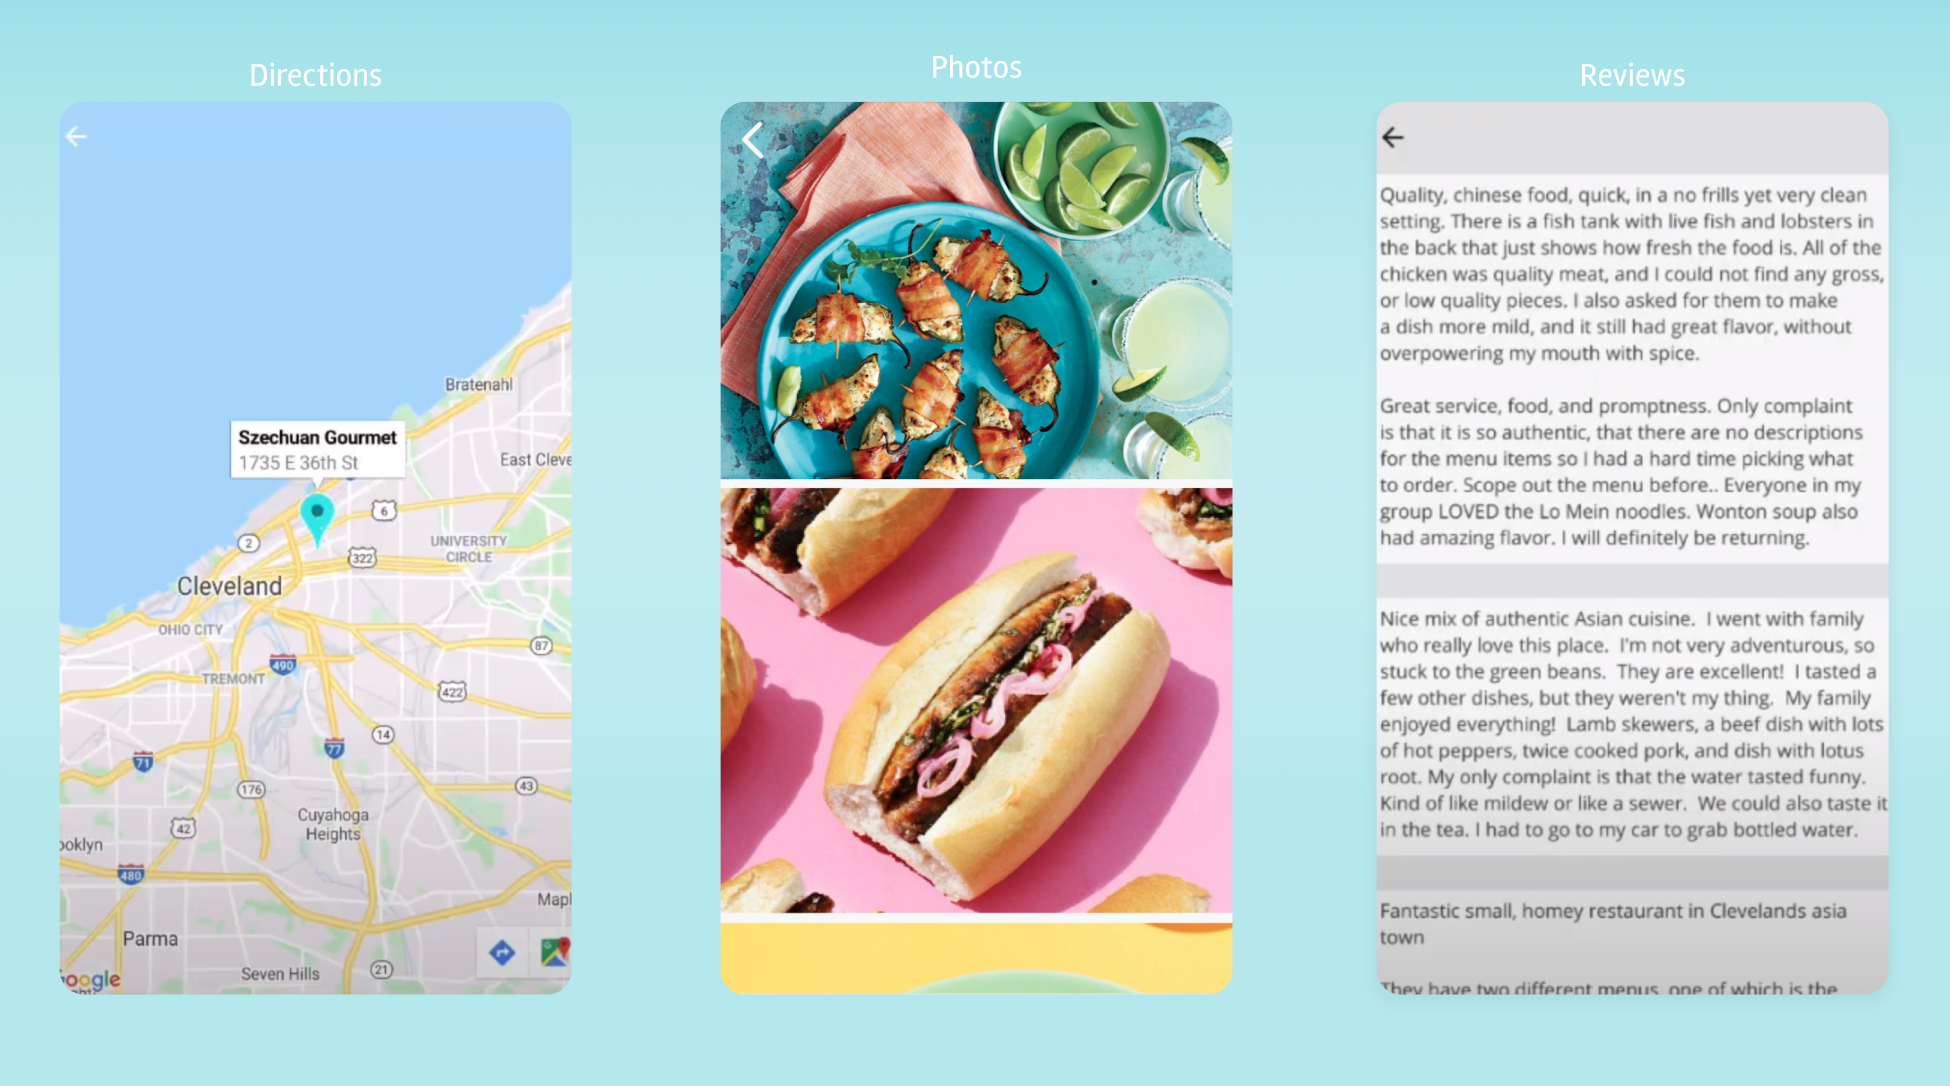 Directions
Szechuan Gourmet
1735 E 36th St
Bratenahl
East Cleve
6
2
322
UNIVERSITY
CIRCLE
Cleveland
OHIO CITY
490
87
TREMONT
422
14
77
71
176
43
Cuyahoga
Heights
42
ooklyn
480
Mapl
Parma
Seven Hills
21
oogle
Photos
Reviews
Quality, chinese food, quick, in a no frills yet very clean
setting. There is a fish tank with live fish and lobsters in
the back that just shows how fresh the food is. All of the
chicken was quality meat, and I could not find any gross,
or low quality pieces. I also asked for them to make
a dish more mild, and it still had great flavor, without
overpowering my mouth with spice.
Great service, food, and promptness. Only complaint
is that it is so authentic, that there are no descriptions
for the menu items so I had a hard time picking what
to order. Scope out the menu before.. Everyone in my
group LOVED the Lo Mein noodles. Wonton soup also
had amazing flavor. I will definitely be returning.
Nice mix of authentic Asian cuisine.  I went with family
who really love this place.  I'm not very adventurous, so
stuck to the green beans.  They are excellent!  I tasted a
few other dishes, but they weren't my thing.  My family
enjoyed everything!  Lamb skewers, a beef dish with lots
of hot peppers, twice cooked pork, and dish with lotus
root. My only complaint is that the water tasted funny.
Kind of like mildew or like a sewer.  We could also taste it
in the tea. I had to go to my car to grab bottled water.
Fantastic small, homey restaurant in Clevelands asia
town
They have two different menus, one of which is the